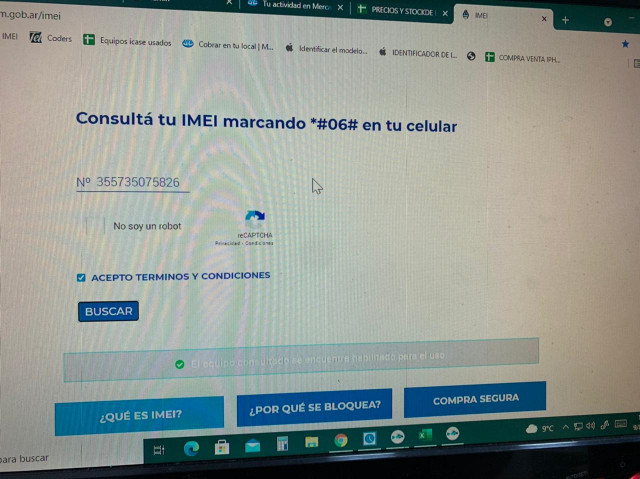 Tu actividad en Merc
PRECIOS Y STOCKDE
IMEI
m.gob.ar/imei
IMEI
Coders
Equipos icase usados
Cobrar en tu local | M...
Identificar el modelo...
IDENTIFICADOR DE I...
COMPRA VENTA IPH...
Consultá tu IMEI marcando *#06# en tu celular
Nº 355735075826
No soy un robot
reCAPTCHA
Privacidad - Condiciones
ACEPTO TERMINOS Y CONDICIONES
BUSCAR
El equipo consultado se encuentra habilitado para el uso
¿QUÉ ES IMEI?
¿POR QUÉ SE BLOQUEA?
COMPRA SEGURA
para buscar
9°C